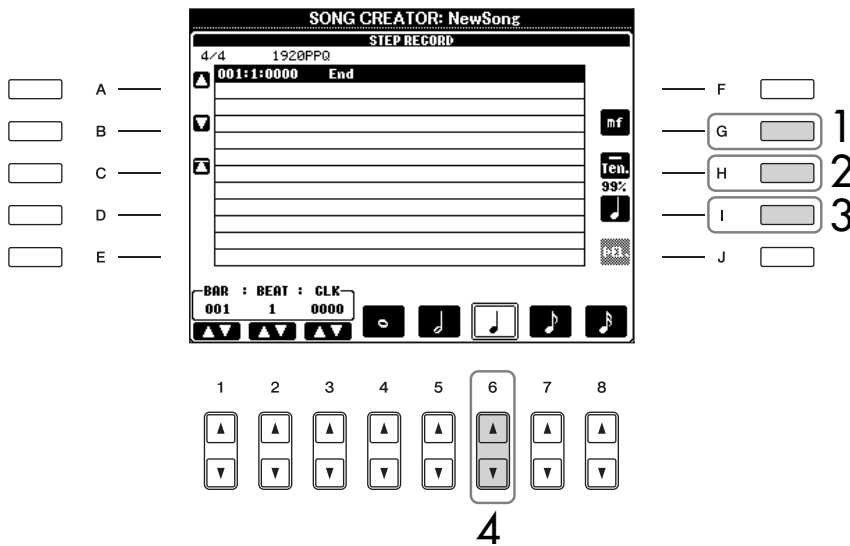 SONG CREATOR: NewSong
STEP RECORD
4/4 1920PPQ
001:1:0000 End
A
B
C
D
E
F
G
H
I
J
1
2
3
mf
Ten.
99%
DEL.
BAR : BEAT : CLK
001 1 0000
1 2 3 4 5 6 7 8
4